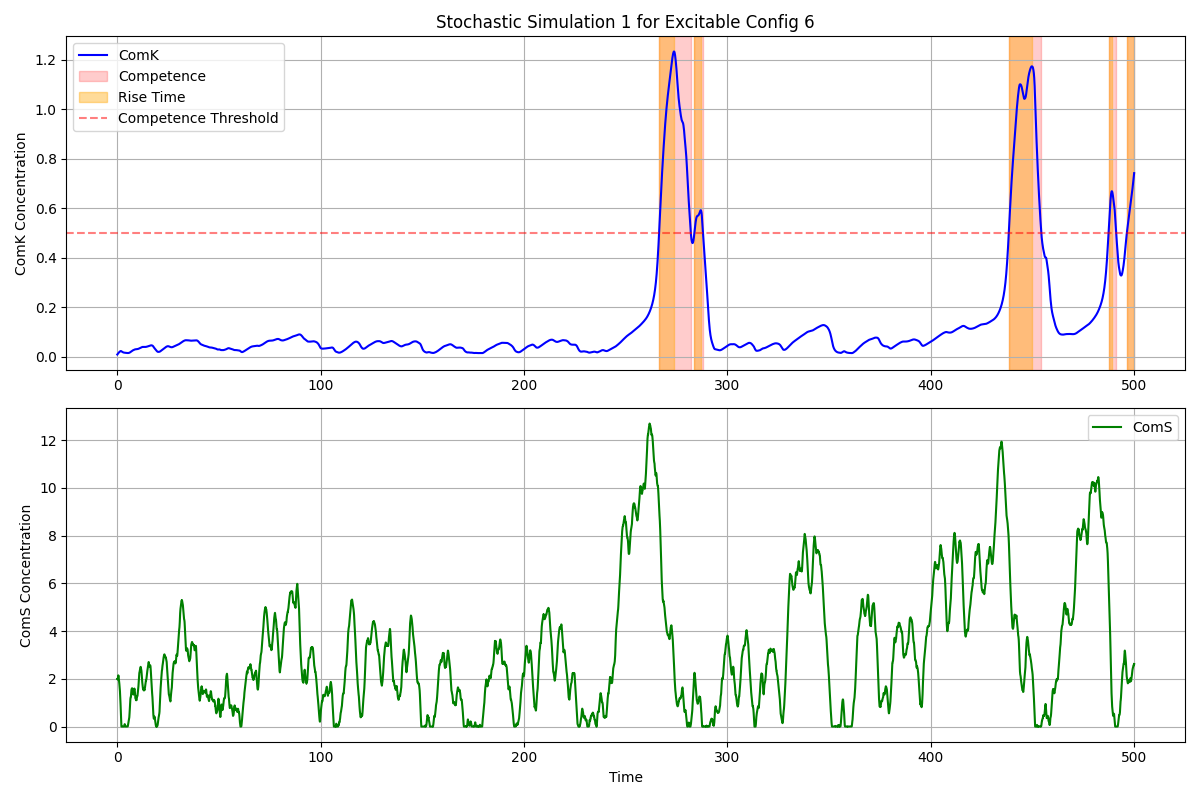 Stochastic Simulation 1 for Excitable Config 6
ComK Concentration
1.2
1.0
0.8
0.6
0.4
0.2
0.0
ComK
Competence
Rise Time
Competence Threshold
0 100 200 300 400 500
ComS Concentration
12
10
8
6
4
2
0
ComS
0 100 200 300 400 500
Time